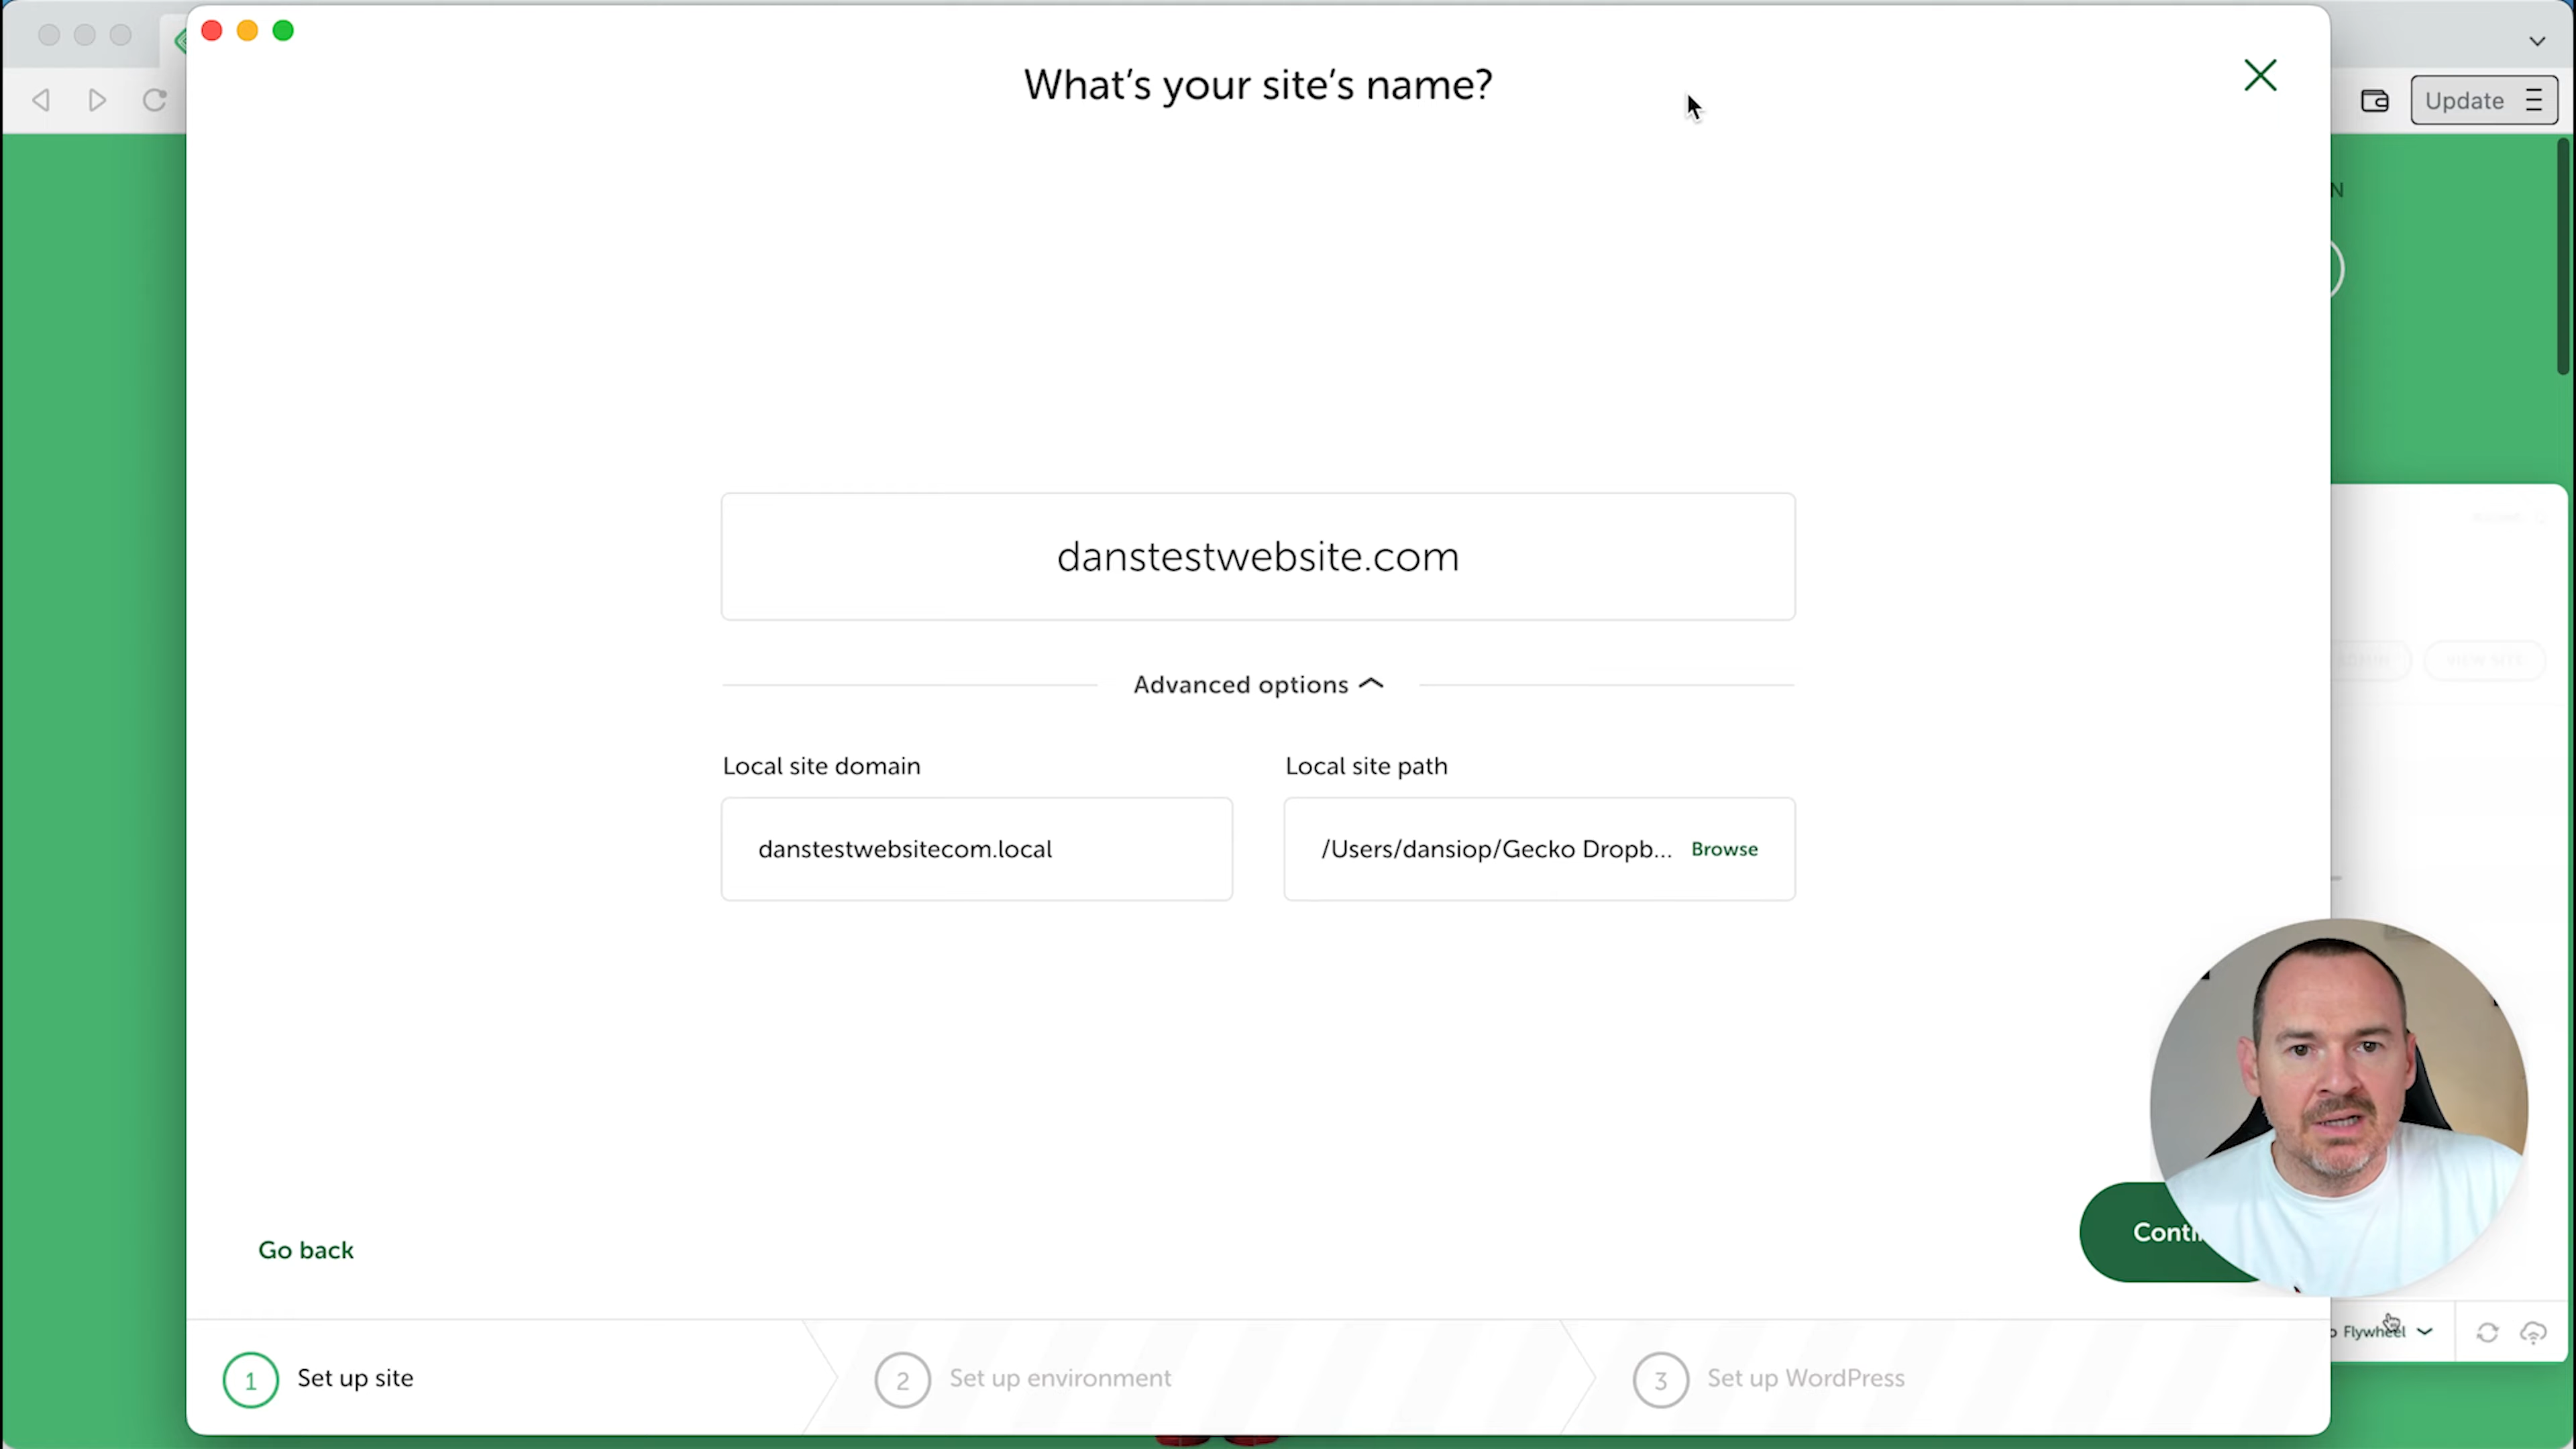 What's your site's name?
Update
N
danstestwebsite.com
Advanced options
Local site domain
Local site path
danstestwebsitecom.local
/Users/dansiop/Gecko Dropb...
Browse
VIEW SITE
Go back
Conti
Flywheel
1 Set up site
2 Set up environment
3 Set up WordPress